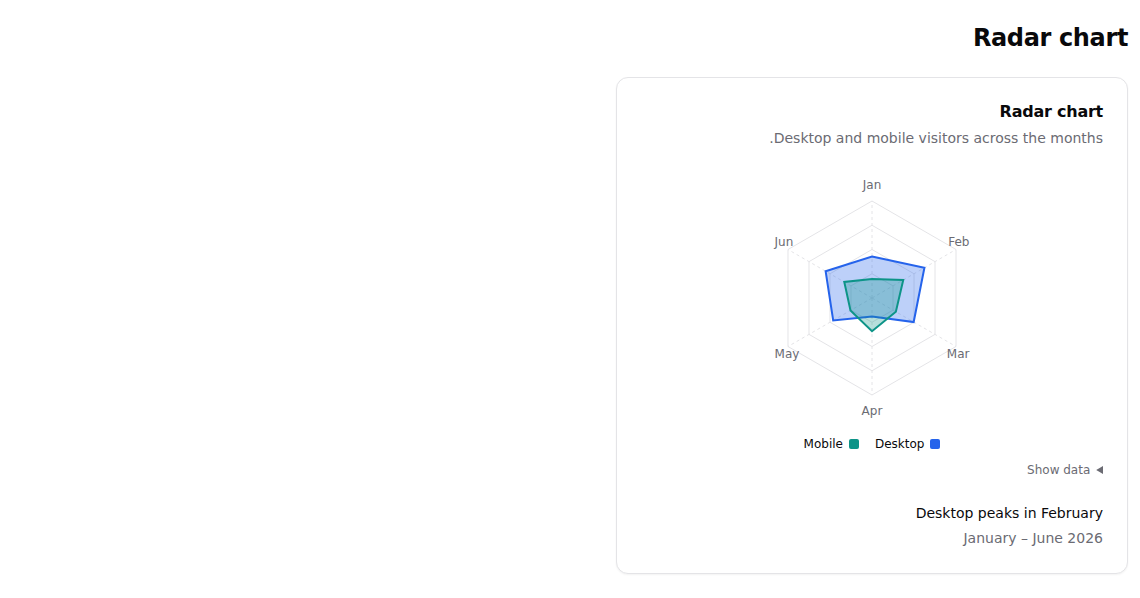 Radar chart
Radar chart
.Desktop and mobile visitors across the months
Jan
Jun
Feb
May
Mar
Apr
Mobile
Desktop
Show data
Desktop peaks in February
January – June 2026